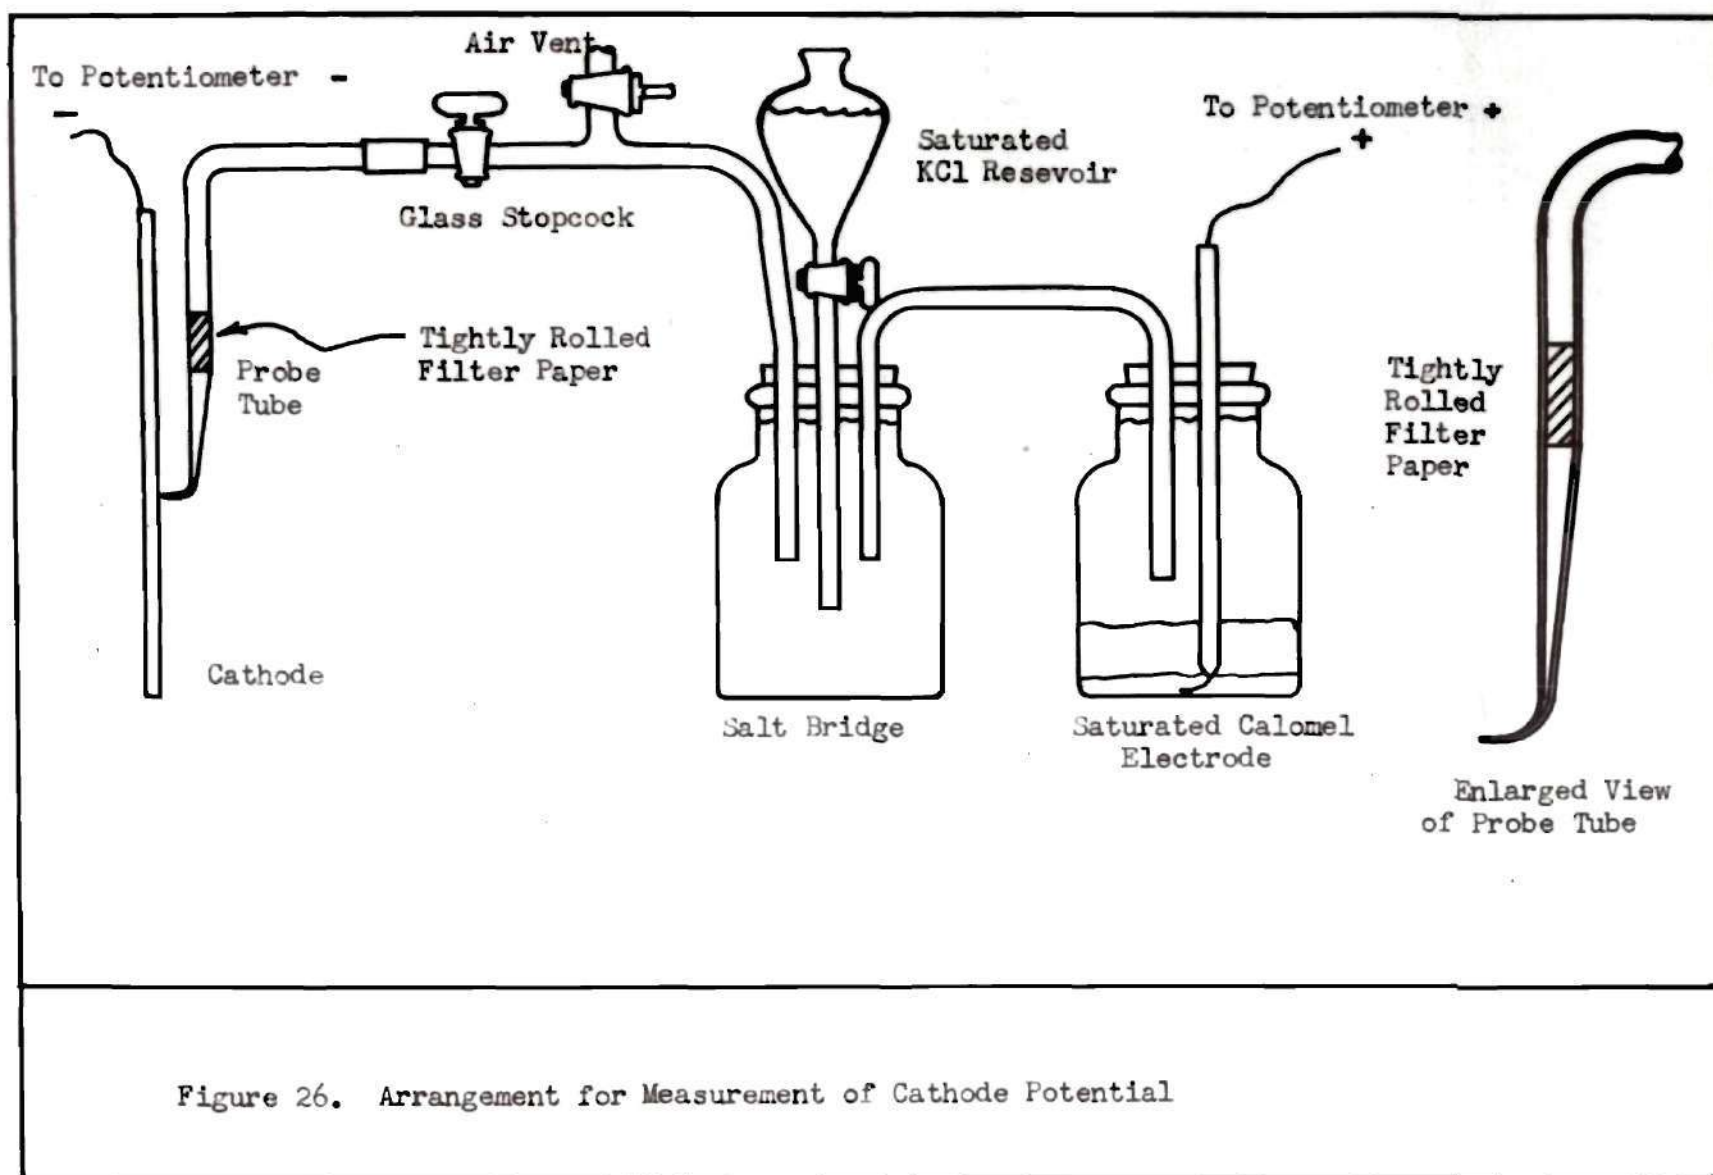 Air Vent
To Potentiometer -
-
To Potentiometer +
+
Saturated
KCl Resevoir
Glass Stopcock
Tightly Rolled
Filter Paper
Probe
Tube
Tightly
Rolled
Filter
Paper
Cathode
Salt Bridge
Saturated Calomel
Electrode
Enlarged View
of Probe Tube
Figure 26. Arrangement for Measurement of Cathode Potential